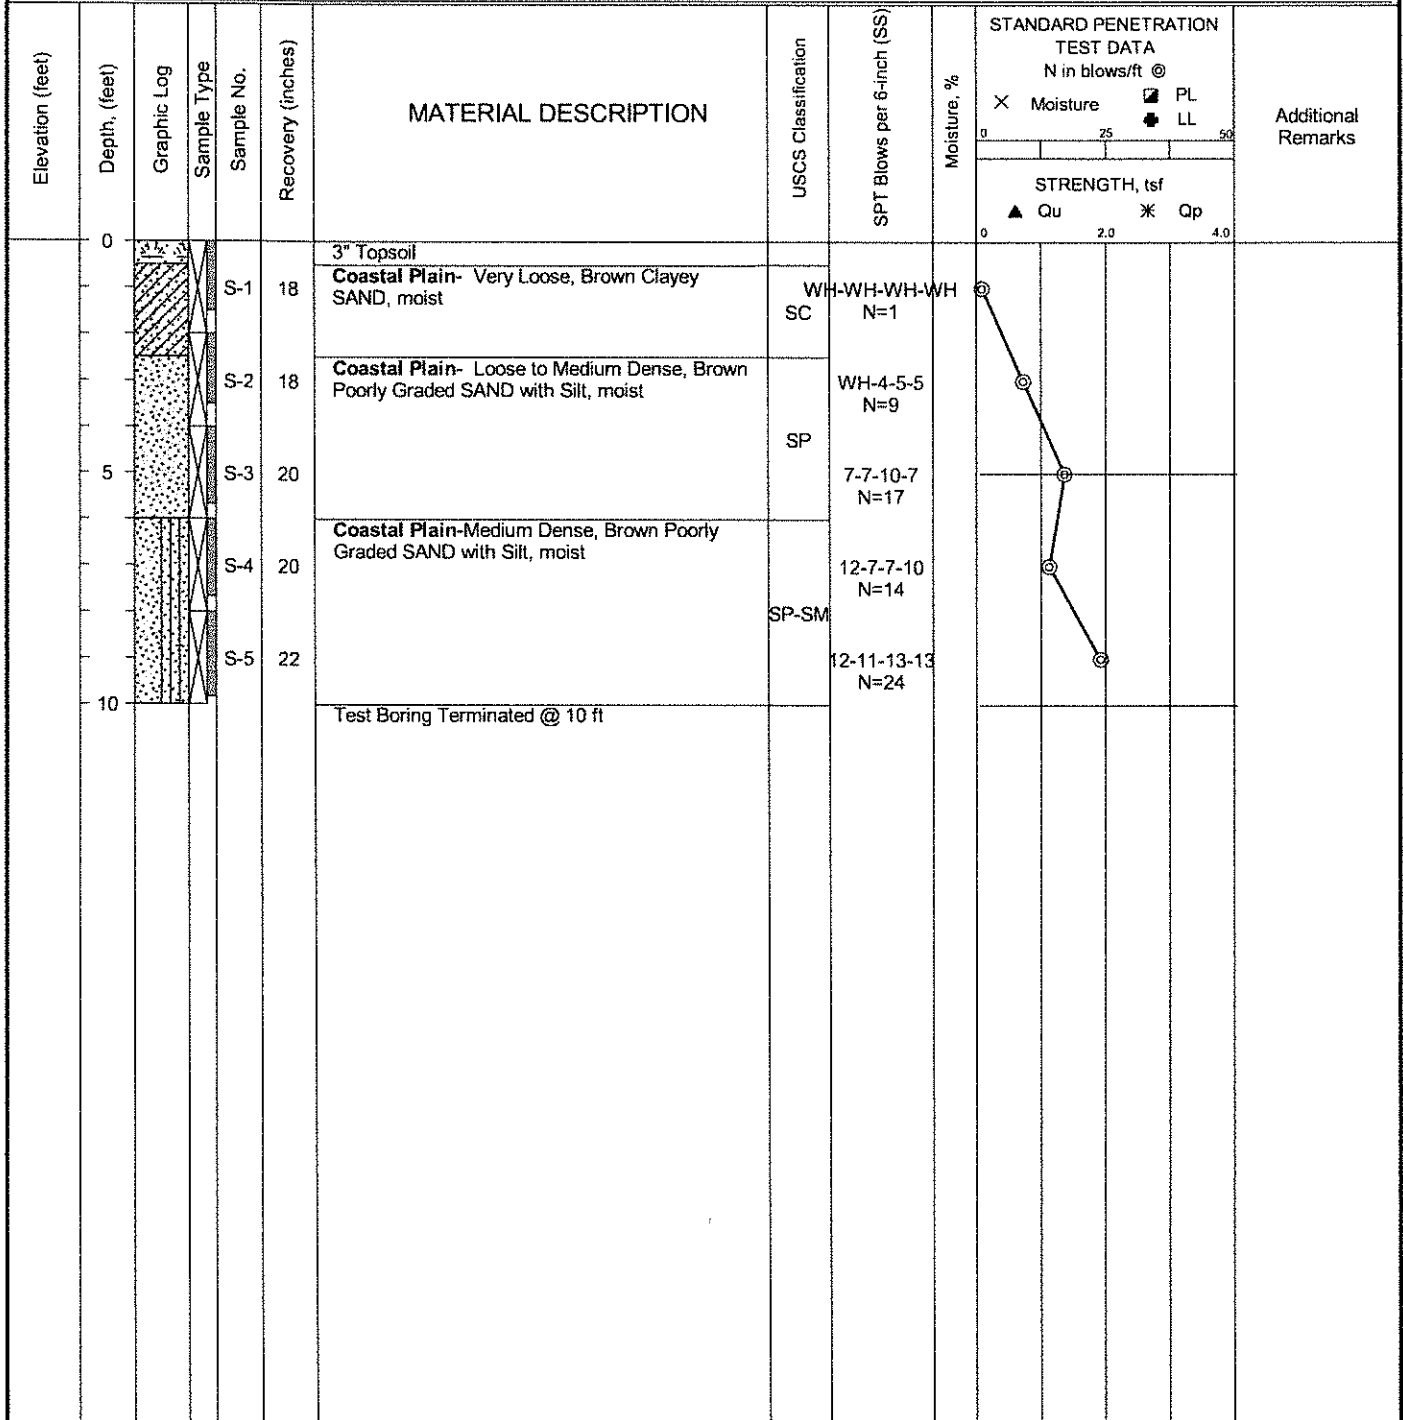 Elevation (feet)
Depth, (feet)
Graphic Log
Sample Type
Sample No.
Recovery (inches)
MATERIAL DESCRIPTION
USCS Classification
SPT Blows per 6-inch (SS)
Moisture, %
STANDARD PENETRATION
TEST DATA
N in blows/ft ◎
× Moisture
PL
LL
0 25 50
STRENGTH, tsf
▲ Qu ж Qp
0 2.0 4.0
Additional
Remarks
0
3" Topsoil
S-1 18
Coastal Plain- Very Loose, Brown Clayey
SAND, moist
SC
WH-WH-WH-WH
N=1
S-2 18
Coastal Plain- Loose to Medium Dense, Brown
Poorly Graded SAND with Silt, moist
WH-4-5-5
N=9
SP
5
S-3 20
7-7-10-7
N=17
Coastal Plain-Medium Dense, Brown Poorly
Graded SAND with Silt, moist
S-4 20
12-7-7-10
N=14
SP-SM
S-5 22
12-11-13-13
N=24
10
Test Boring Terminated @ 10 ft